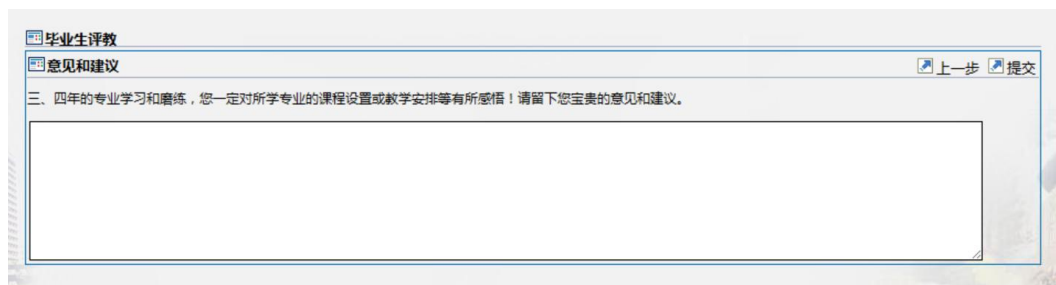 毕业生评教
意见和建议
上一步 提交
三、四年的专业学习和磨练，您一定对所学专业的课程设置或教学安排等有所感悟！请留下您宝贵的意见和建议。